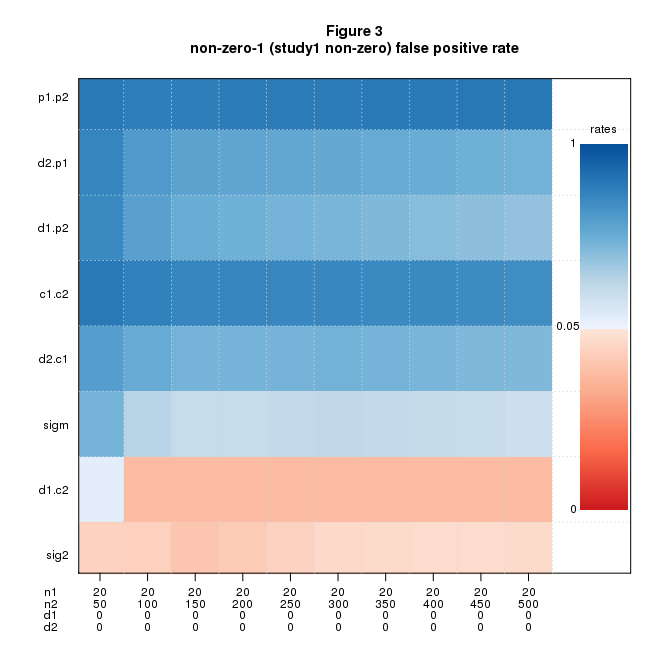 Figure 3
non-zero-1 (study1 non-zero) false positive rate
p1.p2
d2.p1
d1.p2
c1.c2
d2.c1
sigm
d1.c2
sig2
rates
1
0.05
0
n1 20 20 20 20 20 20 20 20 20 20
n2 50 100 150 200 250 300 350 400 450 500
d1 0 0 0 0 0 0 0 0 0 0
d2 0 0 0 0 0 0 0 0 0 0